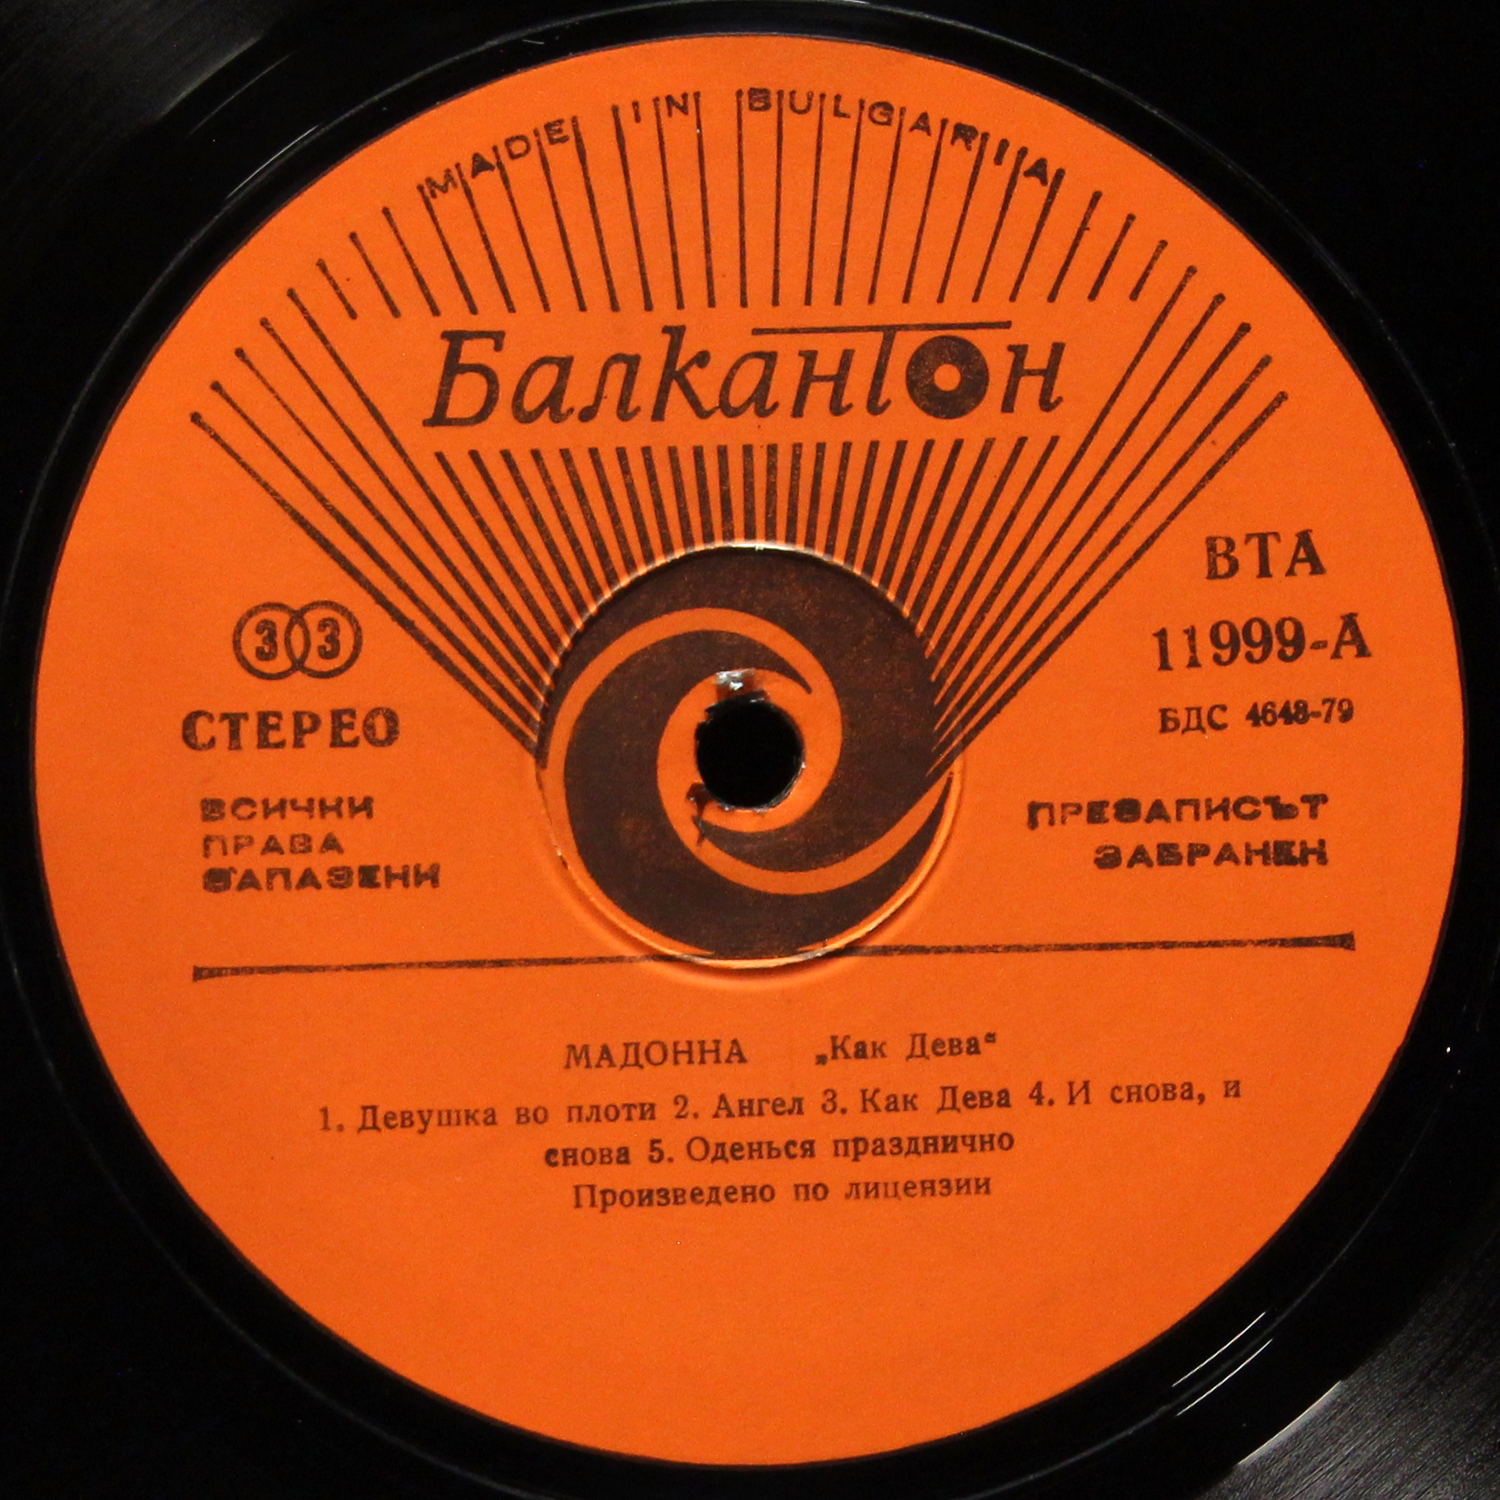 MADE IN BULGARIA
Балкантон
ВТА
11999-А
БДС 4648-79
33
СТЕРЕО
ВСИЧКИ
ПРАВА
ЗАПАЗЕНИ
ПРЕЗАПИСЪТ
ЗАБРАНЕН
МАДОННА „Как Дева“
1. Девушка во плоти 2. Ангел 3. Как Дева 4. И снова, и
снова 5. Оденься празднично
Произведено по лицензии